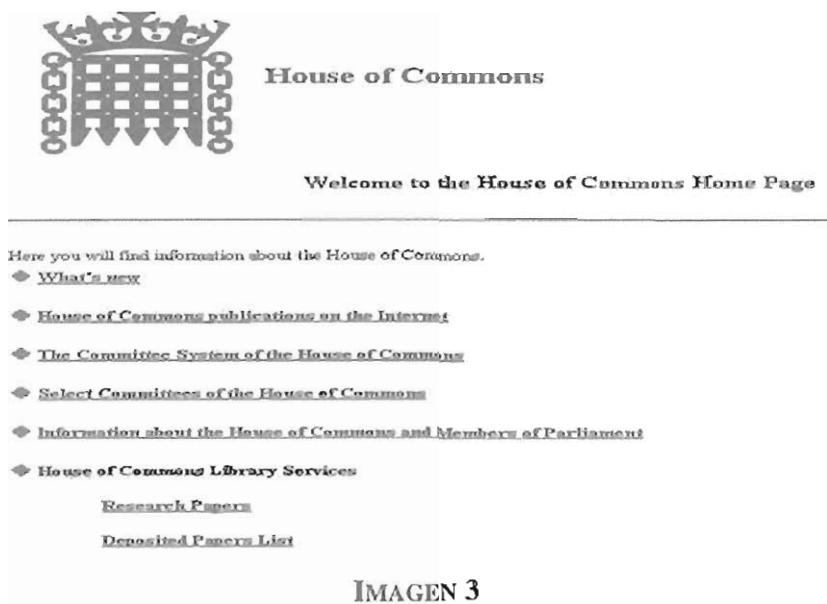 House of Commons
Welcome to the House of Commons Home Page
Here you will find information about the House of Commons.
What's new
House of Commons publications on the Internet
The Committee System of the House of Commons
Select Committees of the House of Commons
Information about the House of Commons and Members of Parliament
House of Commons Library Services
Research Papers
Deposited Papers List
IMAGEN 3